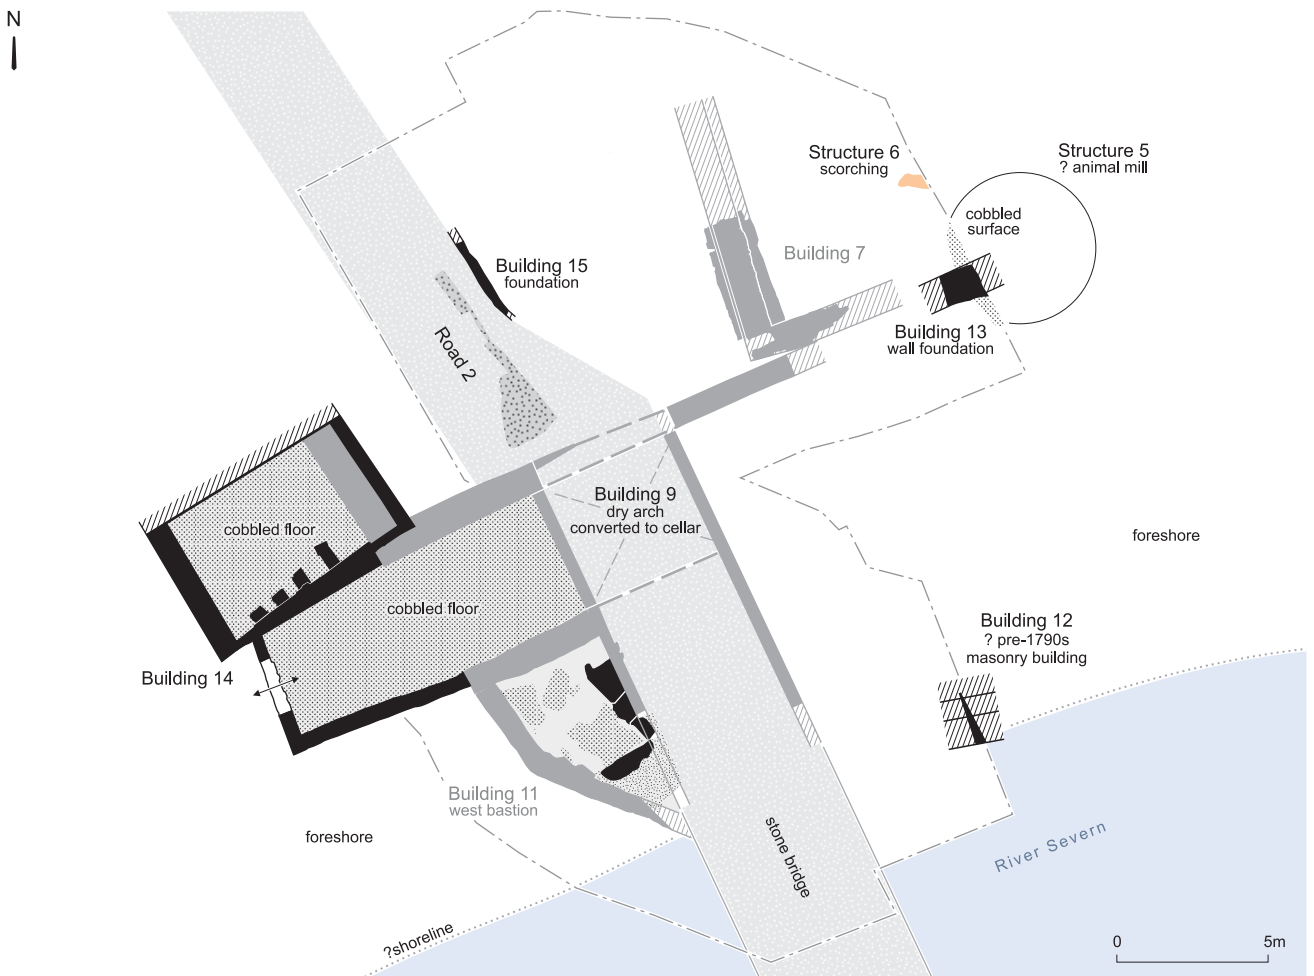 N
Structure 6
scorching
Structure 5
? animal mill
cobbled
surface
Building 7
Building 15
foundation
Building 13
wall foundation
Road 2
Building 9
dry arch
converted to cellar
cobbled floor
cobbled floor
foreshore
Building 12
? pre-1790s
masonry building
Building 14
Building 11
west bastion
foreshore
stone bridge
River Severn
?shoreline
0
5m